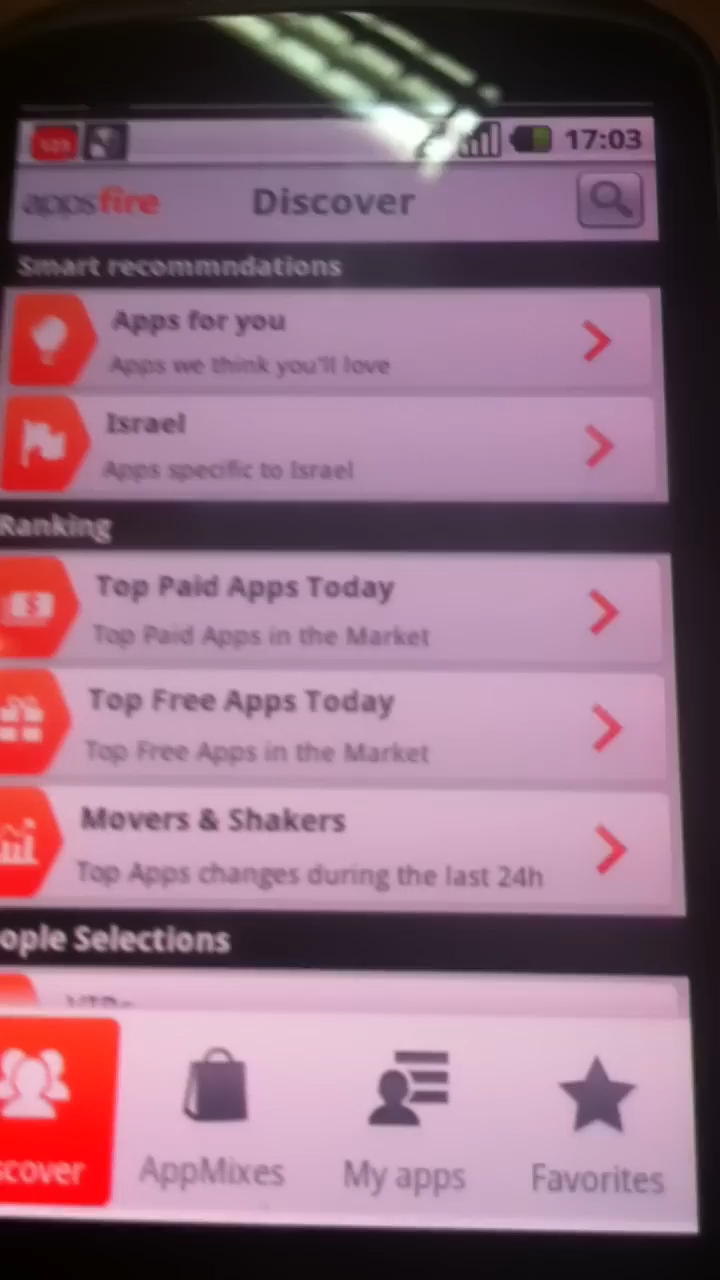 17:03
appsfire Discover
Smart recommndations
Apps for you
Apps we think you'll love
Israel
Apps specific to Israel
Ranking
Top Paid Apps Today
Top Paid Apps in the Market
Top Free Apps Today
Top Free Apps in the Market
Movers & Shakers
Top Apps changes during the last 24h
ople Selections
scover AppMixes My apps Favorites